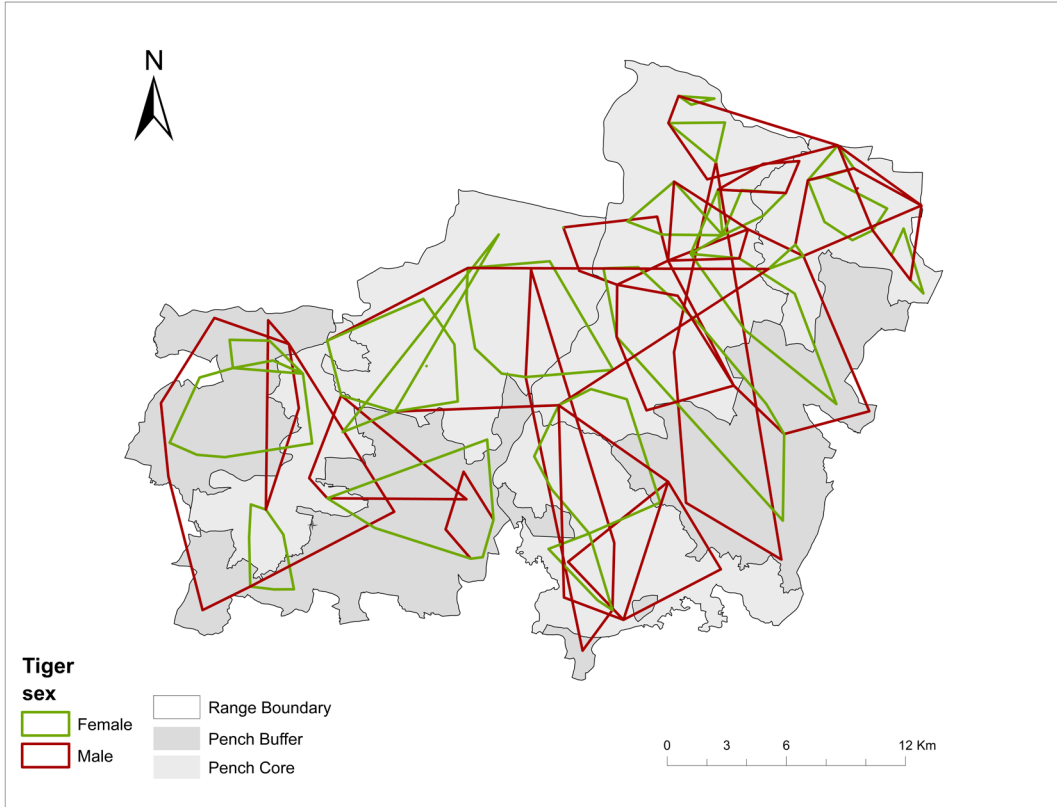 N
Tiger
sex
Female
Male
Range Boundary
Pench Buffer
Pench Core
0 3 6 12 Km